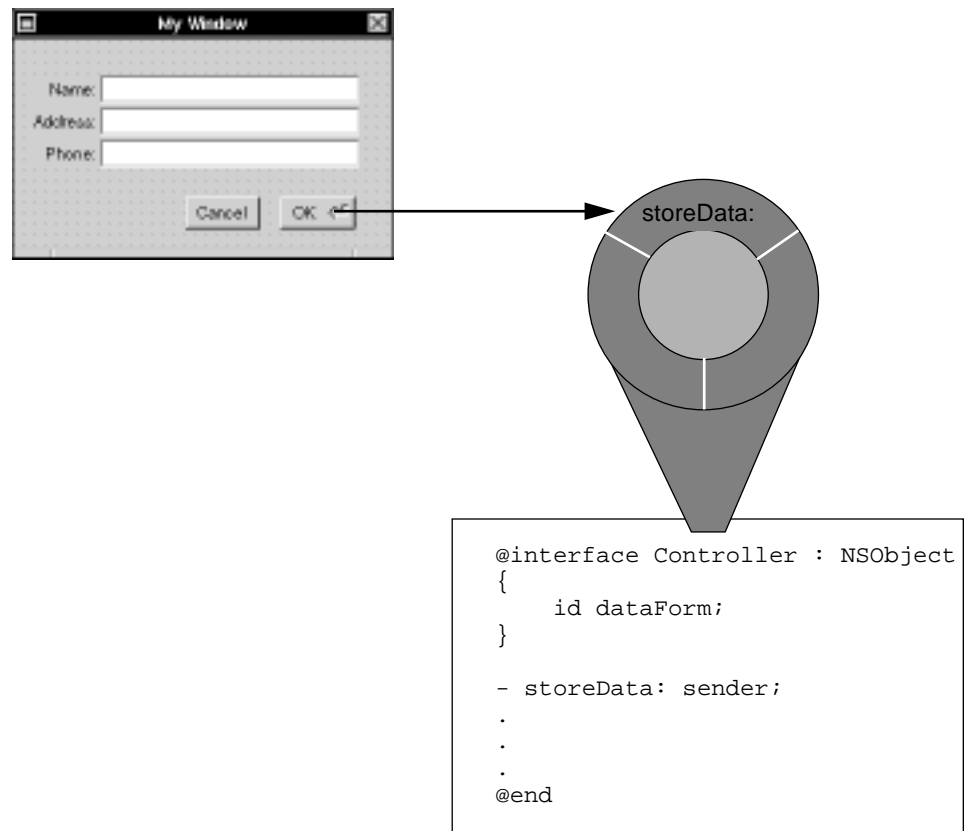 My Window
Name:
Address:
Phone:
Cancel
OK
storeData:
@interface Controller : NSObject
{
id dataForm;
}
- storeData: sender;
.
.
.
@end